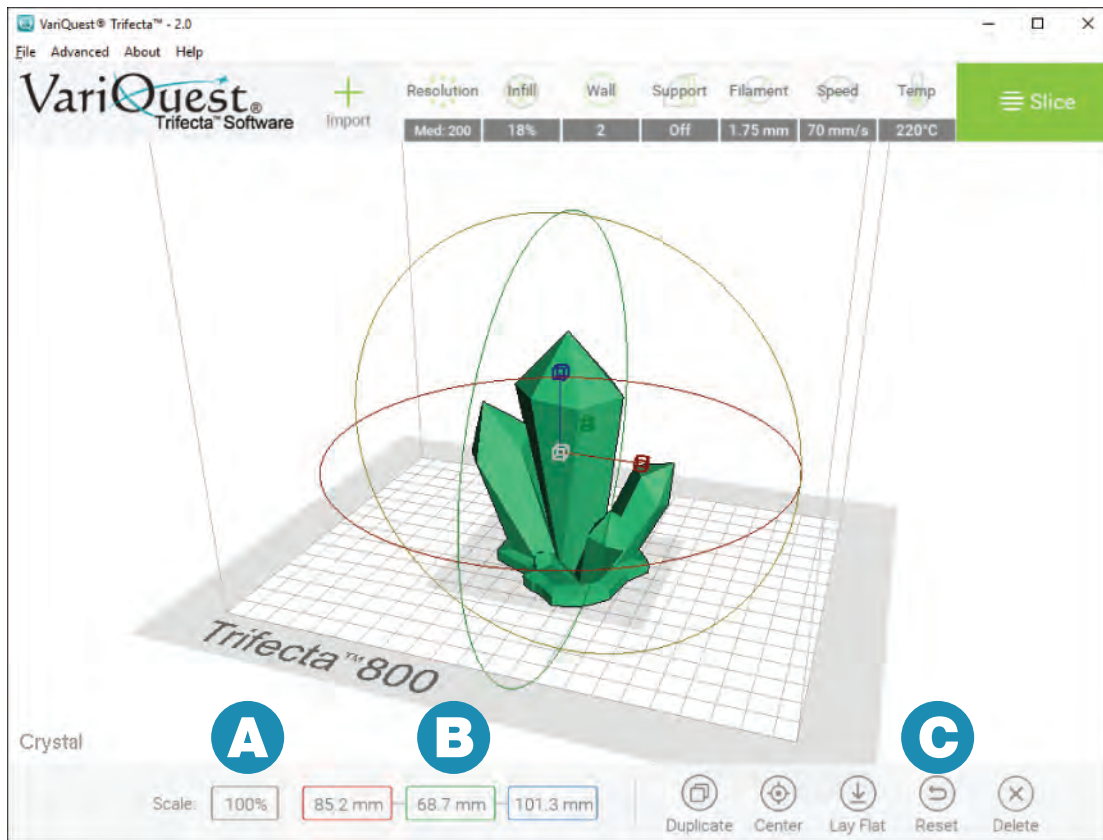 VariQuest® Trifecta™ - 2.0
File Advanced About Help
VariQuest®
Trifecta™ Software
Import
Resolution Infill Wall Support Filament Speed Temp
Med: 200 18% 2 Off 1.75 mm 70 mm/s 220°C
Slice
Trifecta™800
A B C
Crystal
Scale: 100% 85.2 mm 68.7 mm 101.3 mm
Duplicate Center Lay Flat Reset Delete